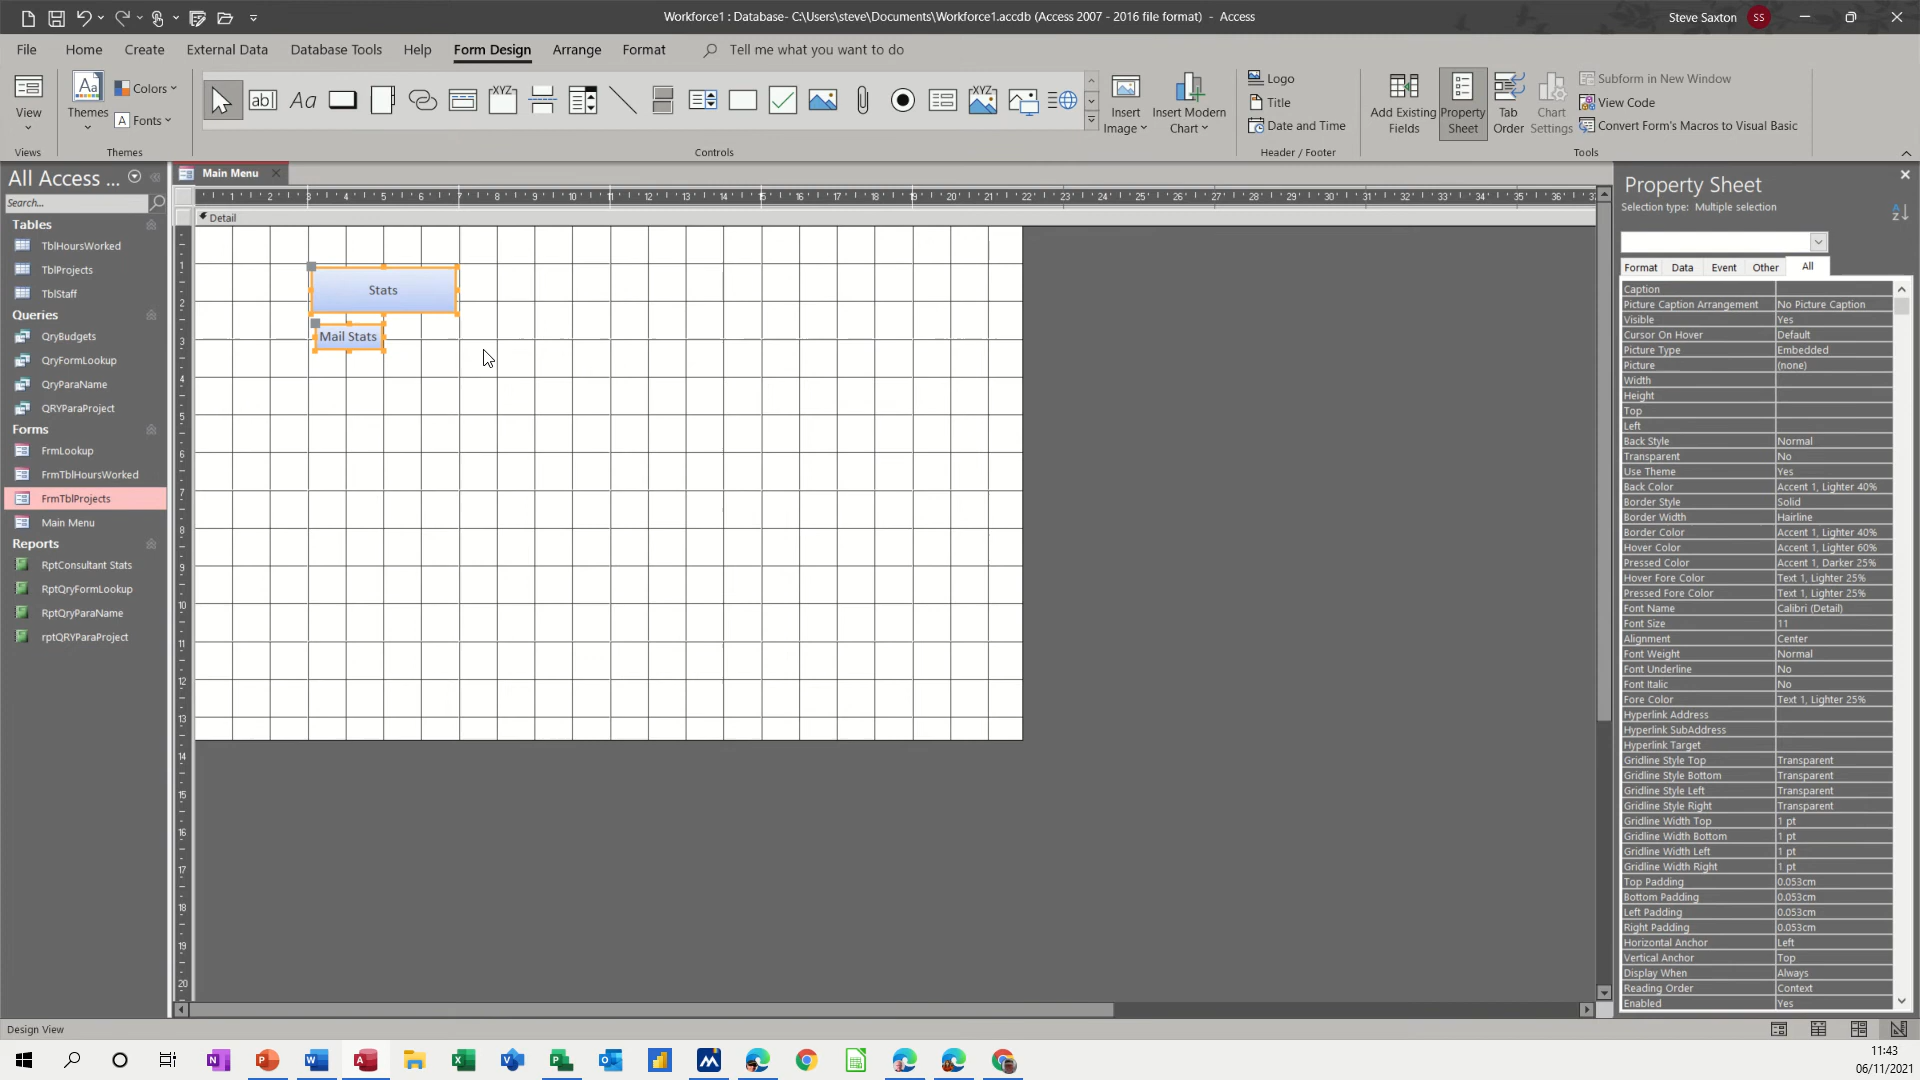 Workforce1 : Database- C:\Users\steve\Documents\Workforce1.accdb (Access 2007 - 2016 file format) - Access
Steve Saxton
SS
File
Home
Create
External Data
Database Tools
Help
Form Design
Arrange
Format
Tell me what you want to do
View
Views
Themes
Colors
Fonts
Themes
Controls
Insert
Image
Insert Modern
Chart
Logo
Title
Date and Time
Header / Footer
Add Existing
Fields
Property
Sheet
Tab
Order
Chart
Settings
Subform in New Window
View Code
Convert Form's Macros to Visual Basic
Tools
All Access ...
Search...
Tables
TblHoursWorked
TblProjects
TblStaff
Queries
QryBudgets
QryFormLookup
QryParaName
QRYParaProject
Forms
FrmLookup
FrmTblHoursWorked
FrmTblProjects
Main Menu
Reports
RptConsultant Stats
RptQryFormLookup
RptQryParaName
rptQRYParaProject
Main Menu
Detail
Stats
Mail Stats
Property Sheet
Selection type: Multiple selection
Format Data Event Other All
Caption
Picture Caption Arrangement No Picture Caption
Visible Yes
Cursor On Hover Default
Picture Type Embedded
Picture (none)
Width
Height
Top
Left
Back Style Normal
Transparent No
Use Theme Yes
Back Color Accent 1, Lighter 40%
Border Style Solid
Border Width Hairline
Border Color Accent 1, Lighter 40%
Hover Color Accent 1, Lighter 60%
Pressed Color Accent 1, Darker 25%
Hover Fore Color Text 1, Lighter 25%
Pressed Fore Color Text 1, Lighter 25%
Font Name Calibri (Detail)
Font Size 11
Alignment Center
Font Weight Normal
Font Underline No
Font Italic No
Fore Color Text 1, Lighter 25%
Hyperlink Address
Hyperlink SubAddress
Hyperlink Target
Gridline Style Top Transparent
Gridline Style Bottom Transparent
Gridline Style Left Transparent
Gridline Style Right Transparent
Gridline Width Top 1 pt
Gridline Width Bottom 1 pt
Gridline Width Left 1 pt
Gridline Width Right 1 pt
Top Padding 0.053cm
Bottom Padding 0.053cm
Left Padding 0.053cm
Right Padding 0.053cm
Horizontal Anchor Left
Vertical Anchor Top
Display When Always
Reading Order Context
Enabled Yes
Design View
11:43
06/11/2021